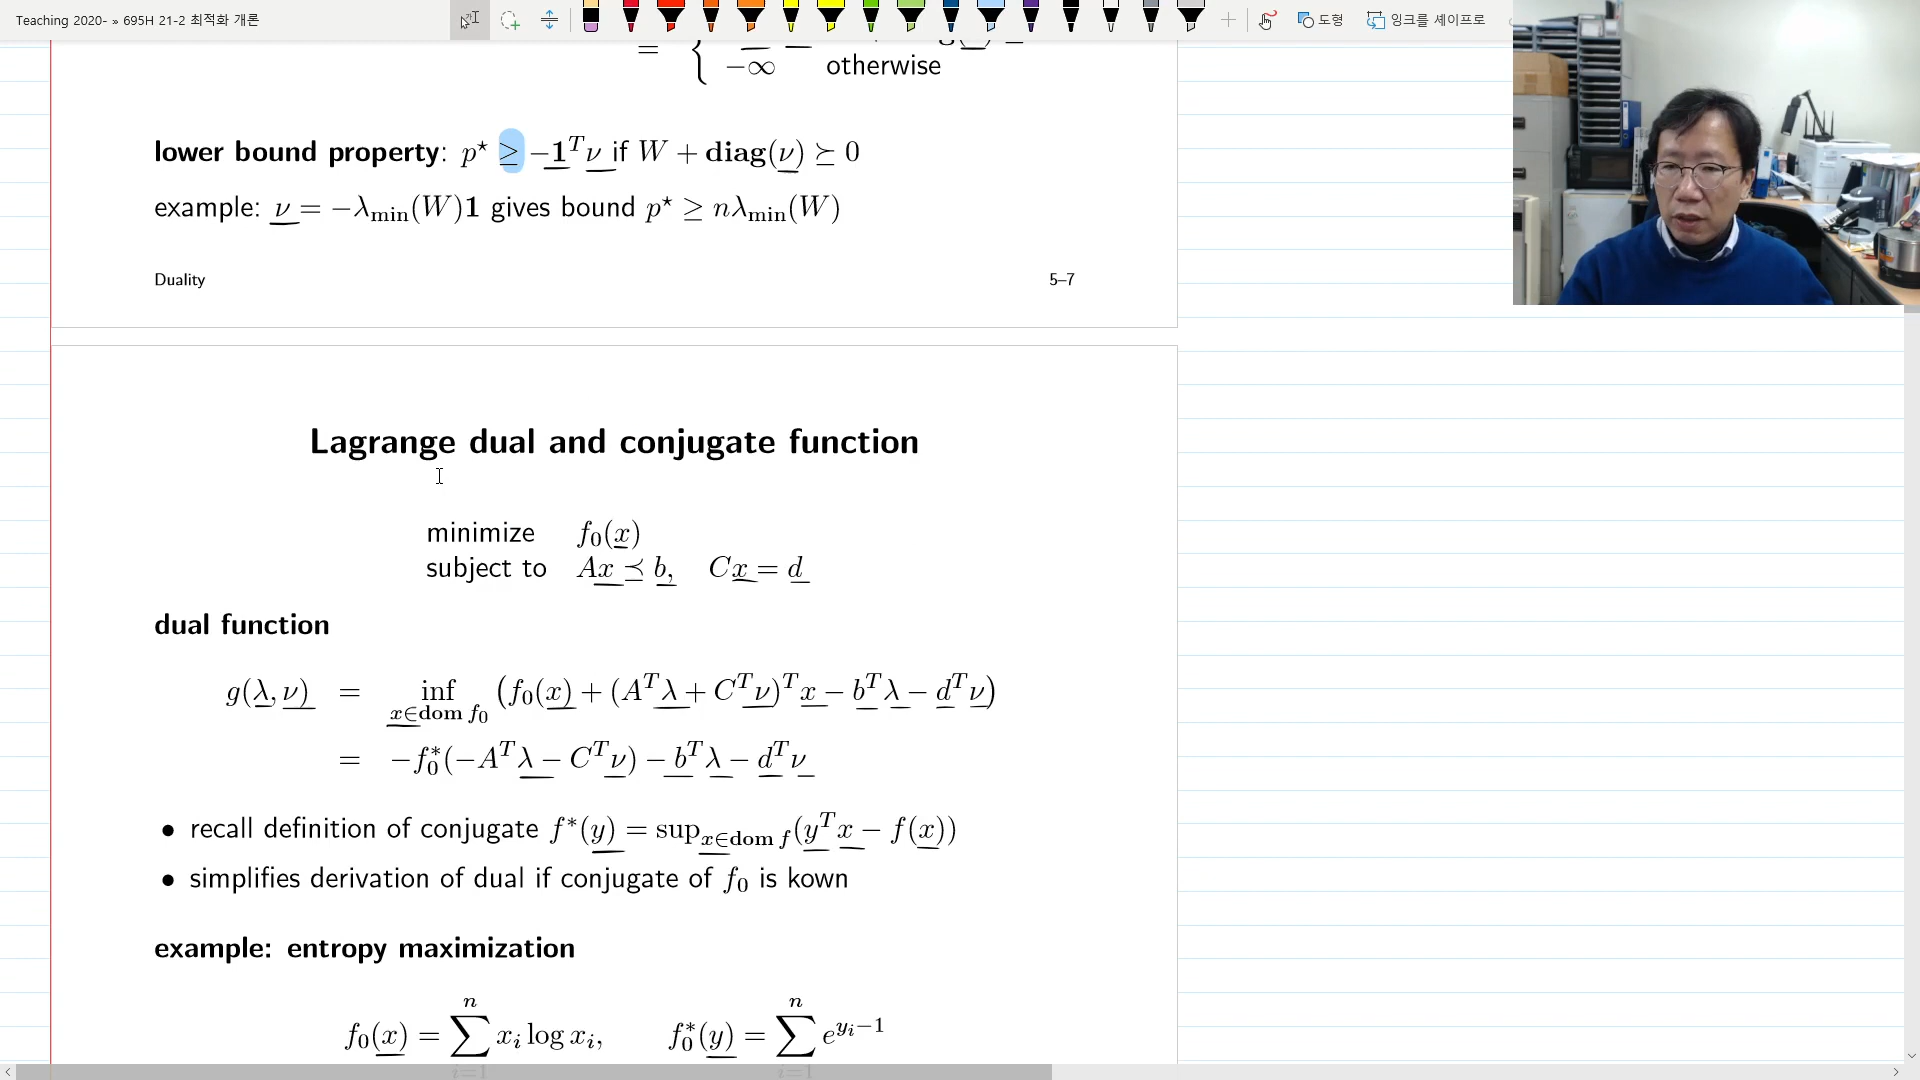 Teaching 2020- » 695H 21-2 최적화 개론
도형
잉크를 셰이프로
= { −∞ otherwise
lower bound property: p⋆ ≥ −1ᵀν if W + diag(ν) ⪰ 0
example: ν = −λmin(W)1 gives bound p⋆ ≥ nλmin(W)
Duality 5–7
Lagrange dual and conjugate function
minimize f₀(x)
subject to Ax ⪯ b, Cx = d
dual function
g(λ, ν) = inf x∈dom f₀ (f₀(x) + (Aᵀλ + Cᵀν)ᵀx − bᵀλ − dᵀν)
= −f₀*(−Aᵀλ − Cᵀν) − bᵀλ − dᵀν
• recall definition of conjugate f*(y) = sup x∈dom f (yᵀx − f(x))
• simplifies derivation of dual if conjugate of f₀ is kown
example: entropy maximization
f₀(x) = ∑ⁿᵢ₌₁ xᵢ log xᵢ, f₀*(y) = ∑ⁿᵢ₌₁ e^{yᵢ−1}